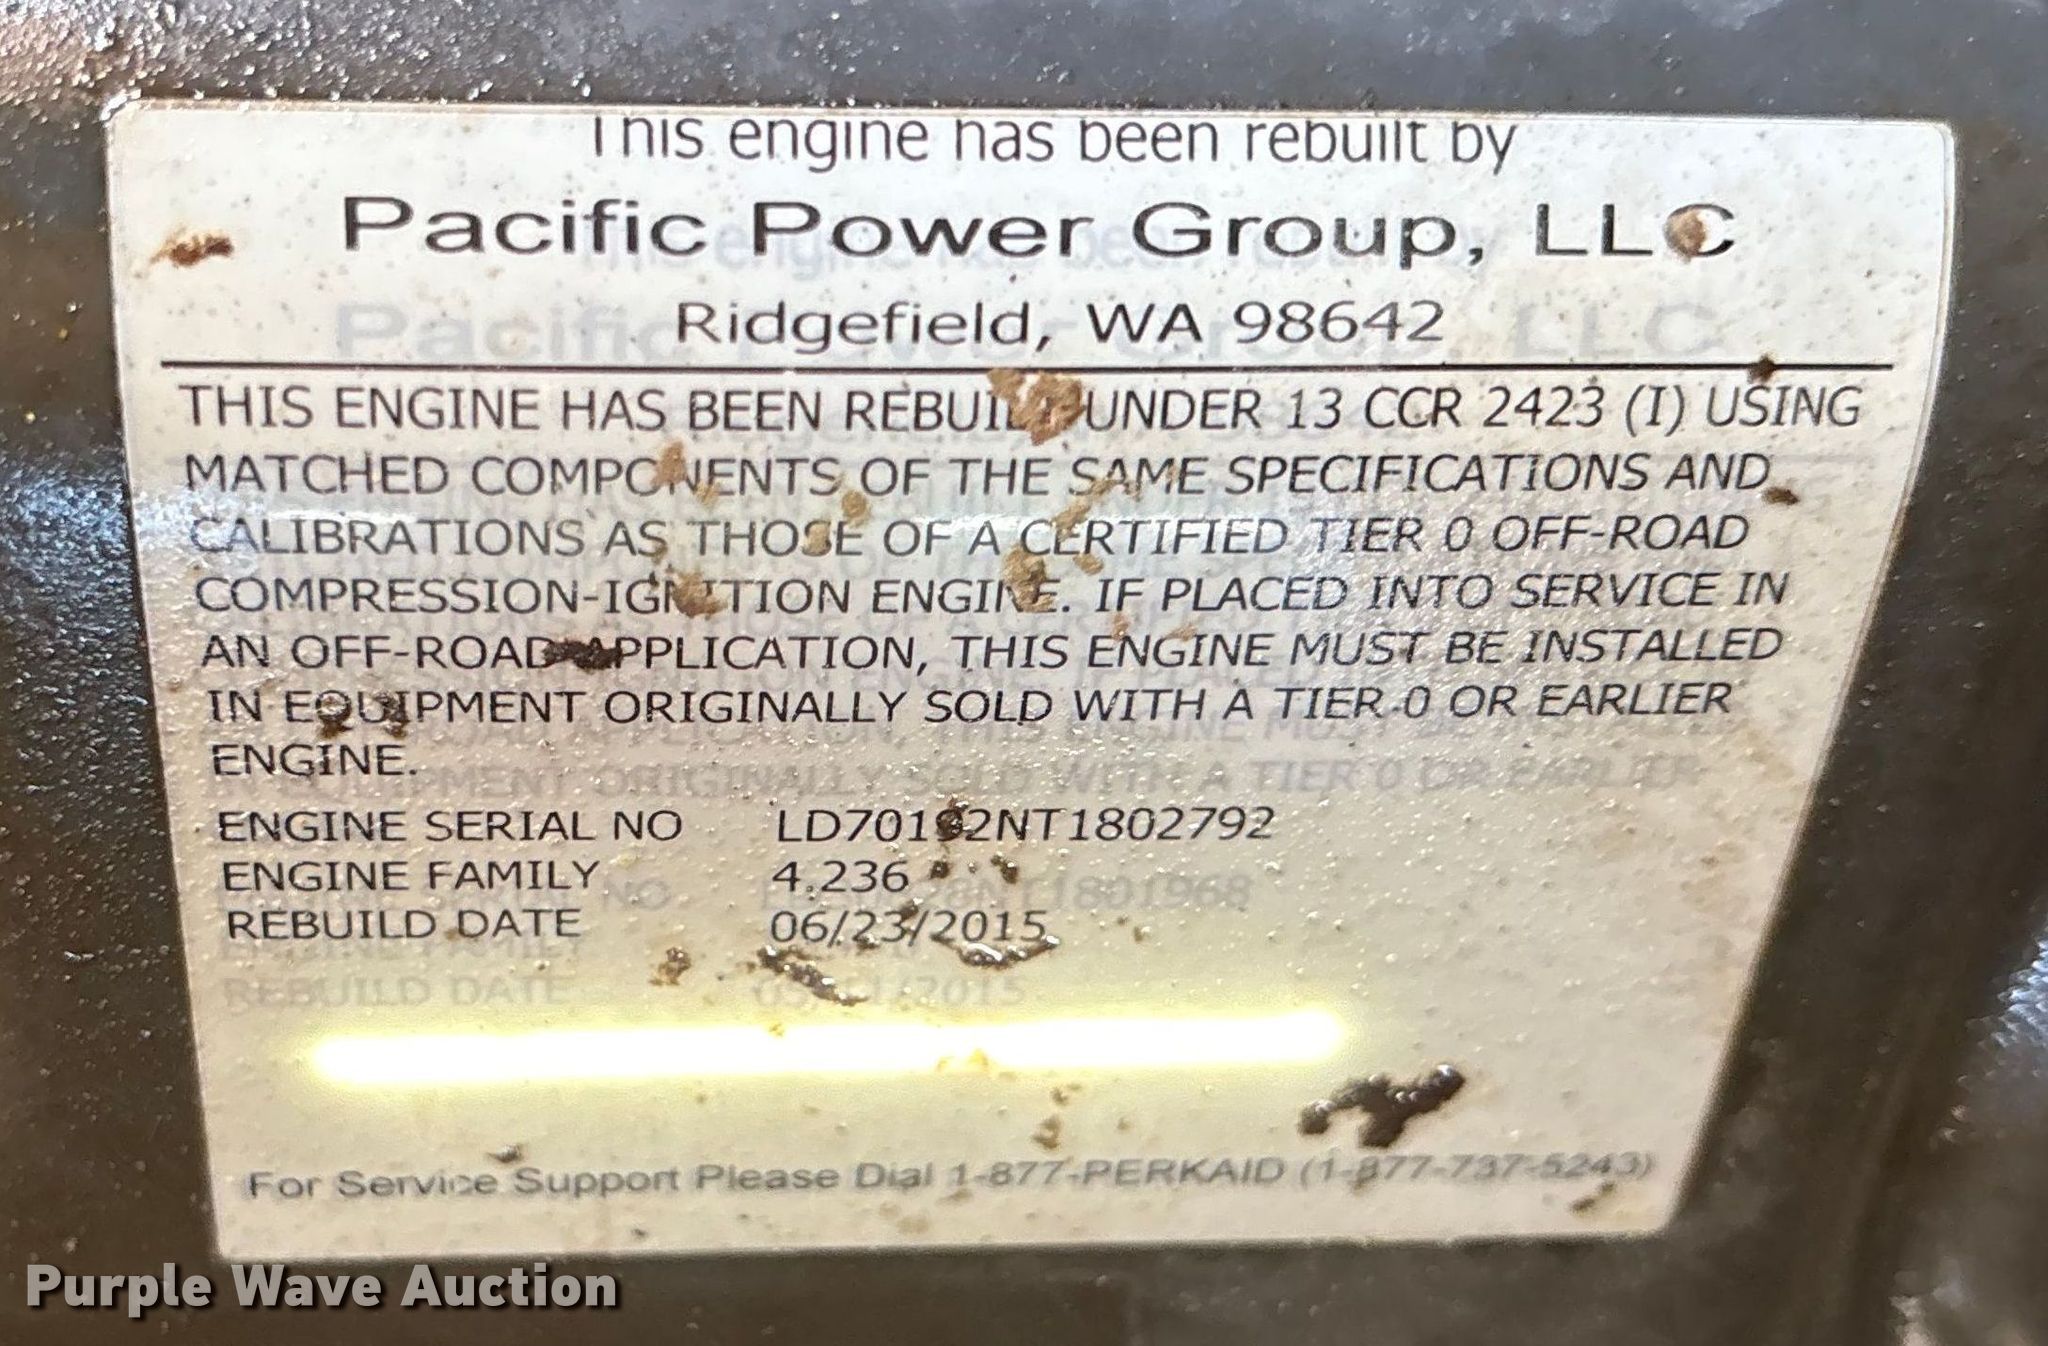 This engine has been rebuilt by
Pacific Power Group, LLC
Ridgefield, WA 98642
THIS ENGINE HAS BEEN REBUILT UNDER 13 CCR 2423 (I) USING
MATCHED COMPONENTS OF THE SAME SPECIFICATIONS AND
CALIBRATIONS AS THOSE OF A CERTIFIED TIER 0 OFF-ROAD
COMPRESSION-IGNITION ENGINE. IF PLACED INTO SERVICE IN
AN OFF-ROAD APPLICATION, THIS ENGINE MUST BE INSTALLED
IN EQUIPMENT ORIGINALLY SOLD WITH A TIER 0 OR EARLIER
ENGINE.
ENGINE SERIAL NO LD70192NT1802792
ENGINE FAMILY 4.236
REBUILD DATE 06/23/2015
REBUILD DATE
For Service Support Please Dial 1-877-PERKAID (1-877-737-5243)
Purple Wave Auction